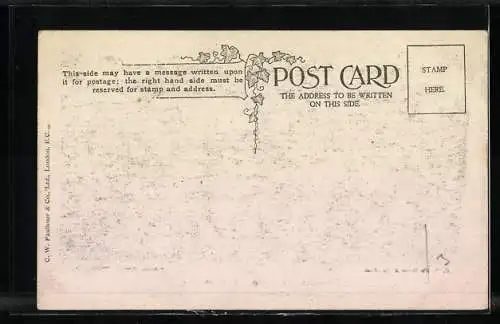 This side may have a message written upon
it for postage; the right hand side must be
reserved for stamp and address.
POST CARD
THE ADDRESS TO BE WRITTEN
ON THIS SIDE.
STAMP
HERE.
C. W. Faulkner & Co., Ltd., London, E.C.
3